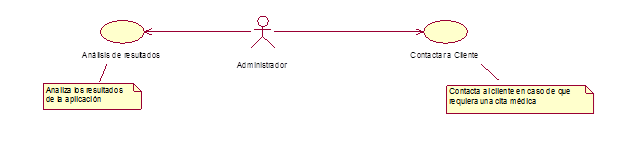 Análisis de resultados
Administrador
Contactar a Cliente
Analiza los resultados
de la aplicación
Contacta al cliente en caso de que
requiera una cita médica